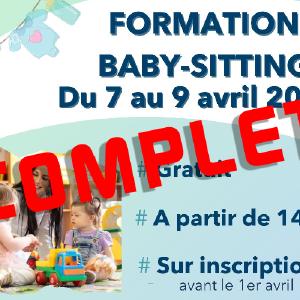 FORMATION
BABY-SITTING
Du 7 au 9 avril 20
COMPLET
# Gratuit
# A partir de 14
# Sur inscription
avant le 1er avril